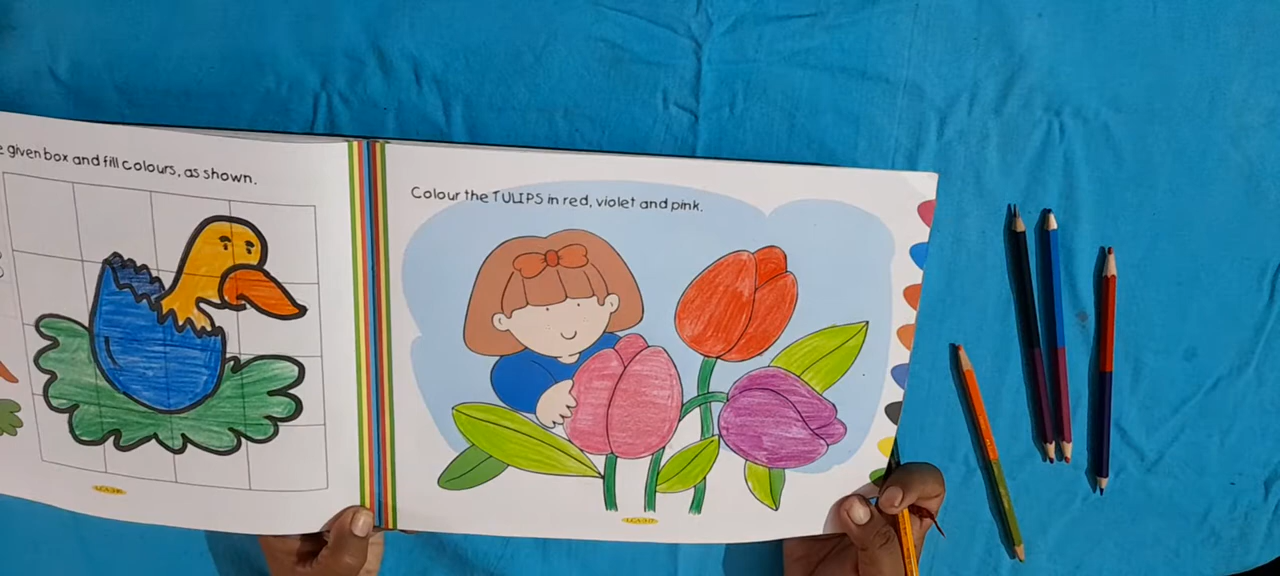 given box and fill colours, as shown.
Colour the TULIPS in red, violet and pink.